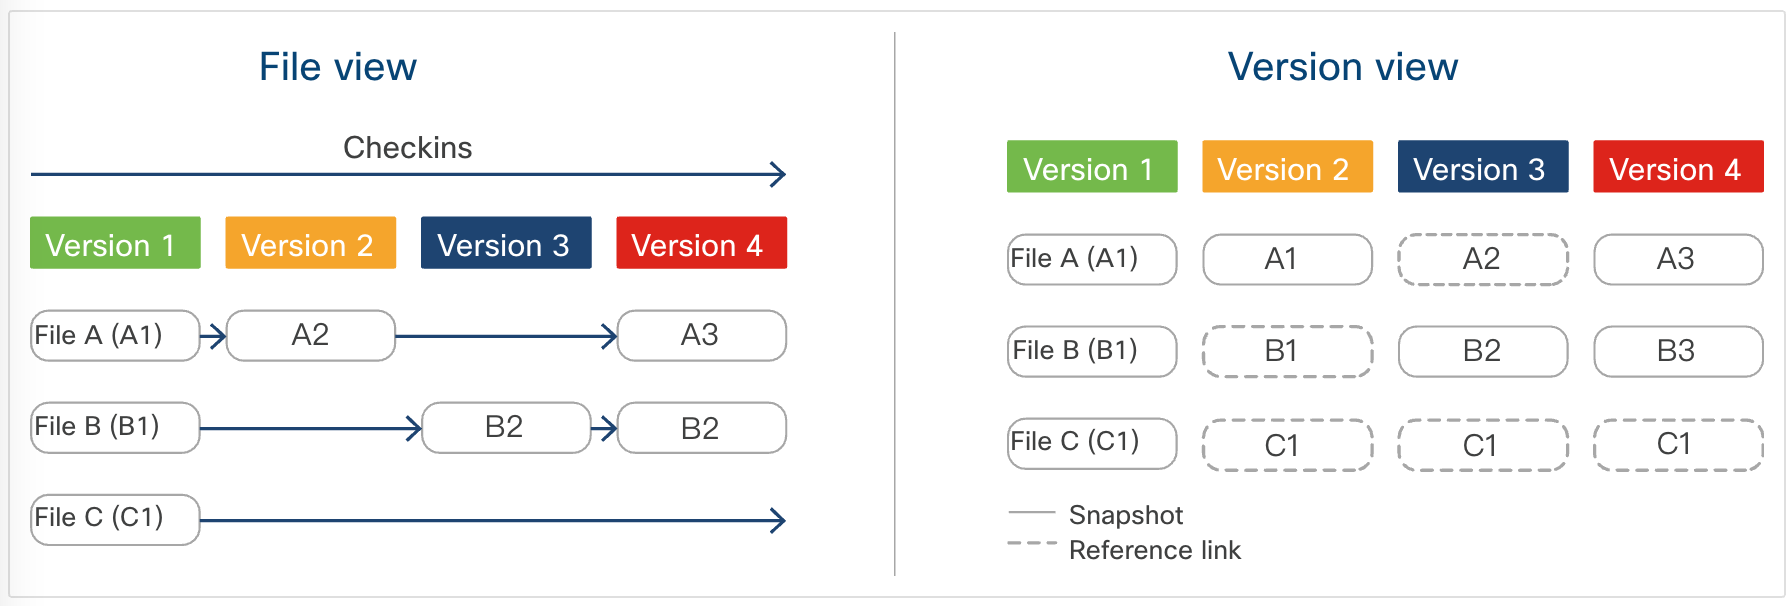 File view
Checkins
Version 1 Version 2 Version 3 Version 4
File A (A1) A2 A3
File B (B1) B2 B2
File C (C1)
Version view
Version 1 Version 2 Version 3 Version 4
File A (A1) A1 A2 A3
File B (B1) B1 B2 B3
File C (C1) C1 C1 C1
Snapshot
Reference link